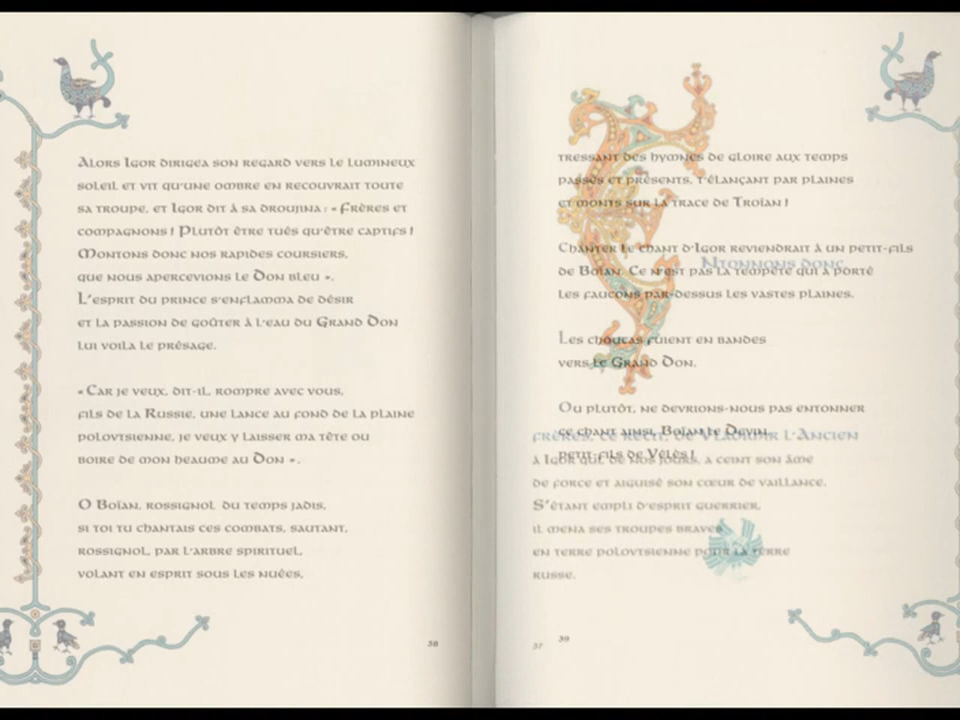 Alors Igor dirigea son regard vers le lumineux
soleil et vit qu'une ombre en recouvrait toute
sa troupe, et Igor dit à sa droujina : « Frères et
compagnons ! Plutôt être tués qu'être captifs !
Montons donc nos rapides coursiers,
que nous apercevions le Don bleu ».
L'esprit du prince s'enflamma de désir
et la passion de goûter à l'eau du Grand Don
lui voila le présage.
« Car je veux, dit-il, rompre avec vous,
fils de la Russie, une lance au fond de la plaine
polovtsienne, je veux y laisser ma tête ou
boire de mon heaume au Don ».
O Boïan, rossignol du temps jadis,
si toi tu chantais ces combats, sautant,
rossignol, par l'arbre spirituel,
volant en esprit sous les nuées,
38
tressant des hymnes de gloire aux temps
passés et présents, t'élançant par plaines
et monts sur la trace de Troïan !
Chanter le chant d'Igor reviendrait à un petit-fils
Ntonnons donc,
de Boïan. Ce n'est pas la tempête qui a porté
les faucons par-dessus les vastes plaines.
Les choucas fuient en bandes
vers le Grand Don.
Ou plutôt, ne devrions-nous pas entonner
ce chant ainsi, Boïan le Devin,
frères, ce récit, de Vladimir l'Ancien
petit-fils de Vélès !
à Igor qui, de nos jours, a ceint son âme
de force et aiguisé son cœur de vaillance.
S'étant empli d'esprit guerrier,
il mena ses troupes braves
en terre polovtsienne pour la terre
russe.
37
39